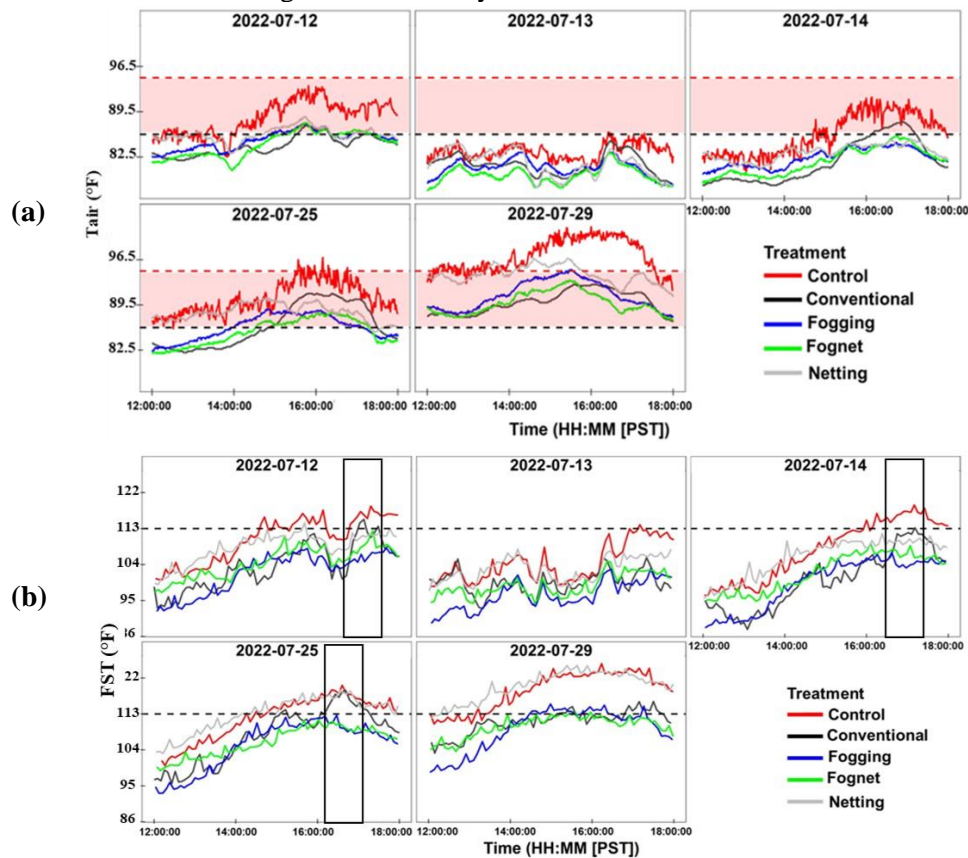 2022-07-12 2022-07-13 2022-07-14
96.5
89.5
82.5
12:00:00 14:00:00 16:00:00 18:00:00
(a)
Tair (°F)
2022-07-25 2022-07-29
96.5
89.5
82.5
12:00:00 14:00:00 16:00:00 18:00:00 12:00:00 14:00:00 16:00:00 18:00:00
Time (HH:MM [PST])
Treatment
Control
Conventional
Fogging
Fognet
Netting
2022-07-12 2022-07-13 2022-07-14
122
113
104
95
36
12:00:00 14:00:00 16:00:00 18:00:00
(b)
FST (°F)
2022-07-25 2022-07-29
22
113
104
95
86
12:00:00 14:00:00 16:00:00 18:00:00 12:00:00 14:00:00 16:00:00 18:00:00
Time (HH:MM [PST])
Treatment
Control
Conventional
Fogging
Fognet
Netting